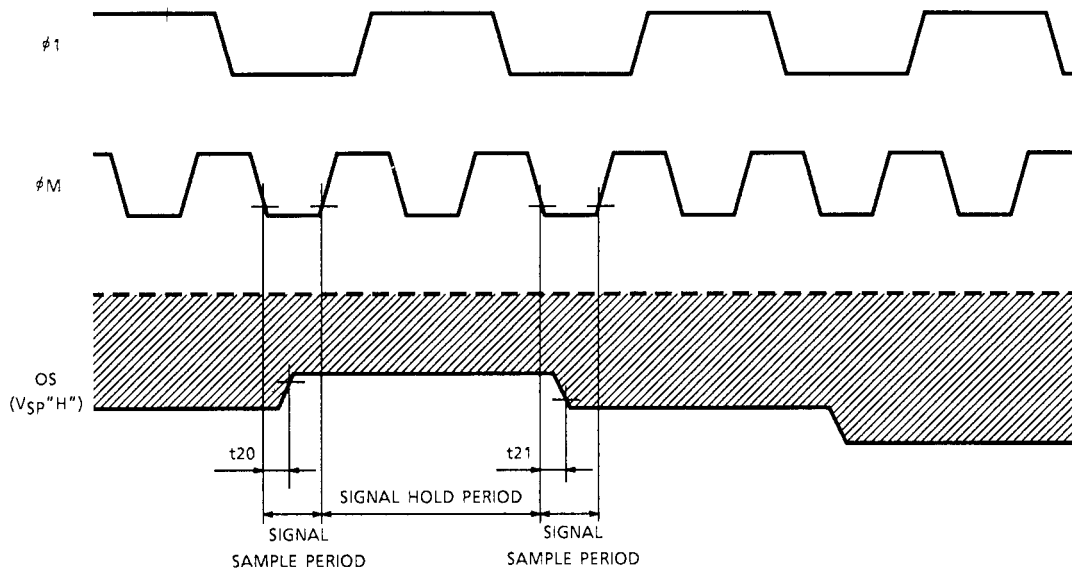 φ1
φM
OS
(VSP"H")
t20
t21
SIGNAL HOLD PERIOD
SIGNAL
SAMPLE PERIOD
SIGNAL
SAMPLE PERIOD